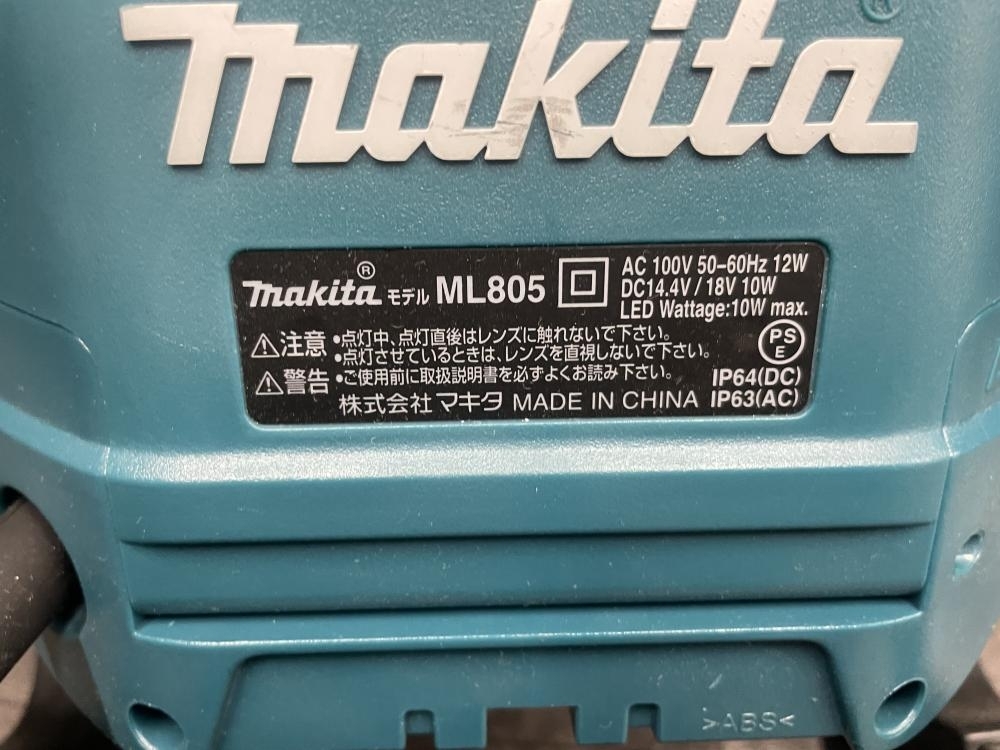 makita®
makita® モデル ML805
AC 100V 50-60Hz 12W
DC14.4V / 18V 10W
LED Wattage:10W max.
⚠注意 •点灯中、点灯直後はレンズに触れないで下さい。
•点灯させているときは、レンズを直視しないで下さい。
⚠警告 •ご使用前に取扱説明書を必ずよくお読み下さい。
PS
E
IP64(DC)
株式会社 マキタ MADE IN CHINA IP63(AC)
>ABS<